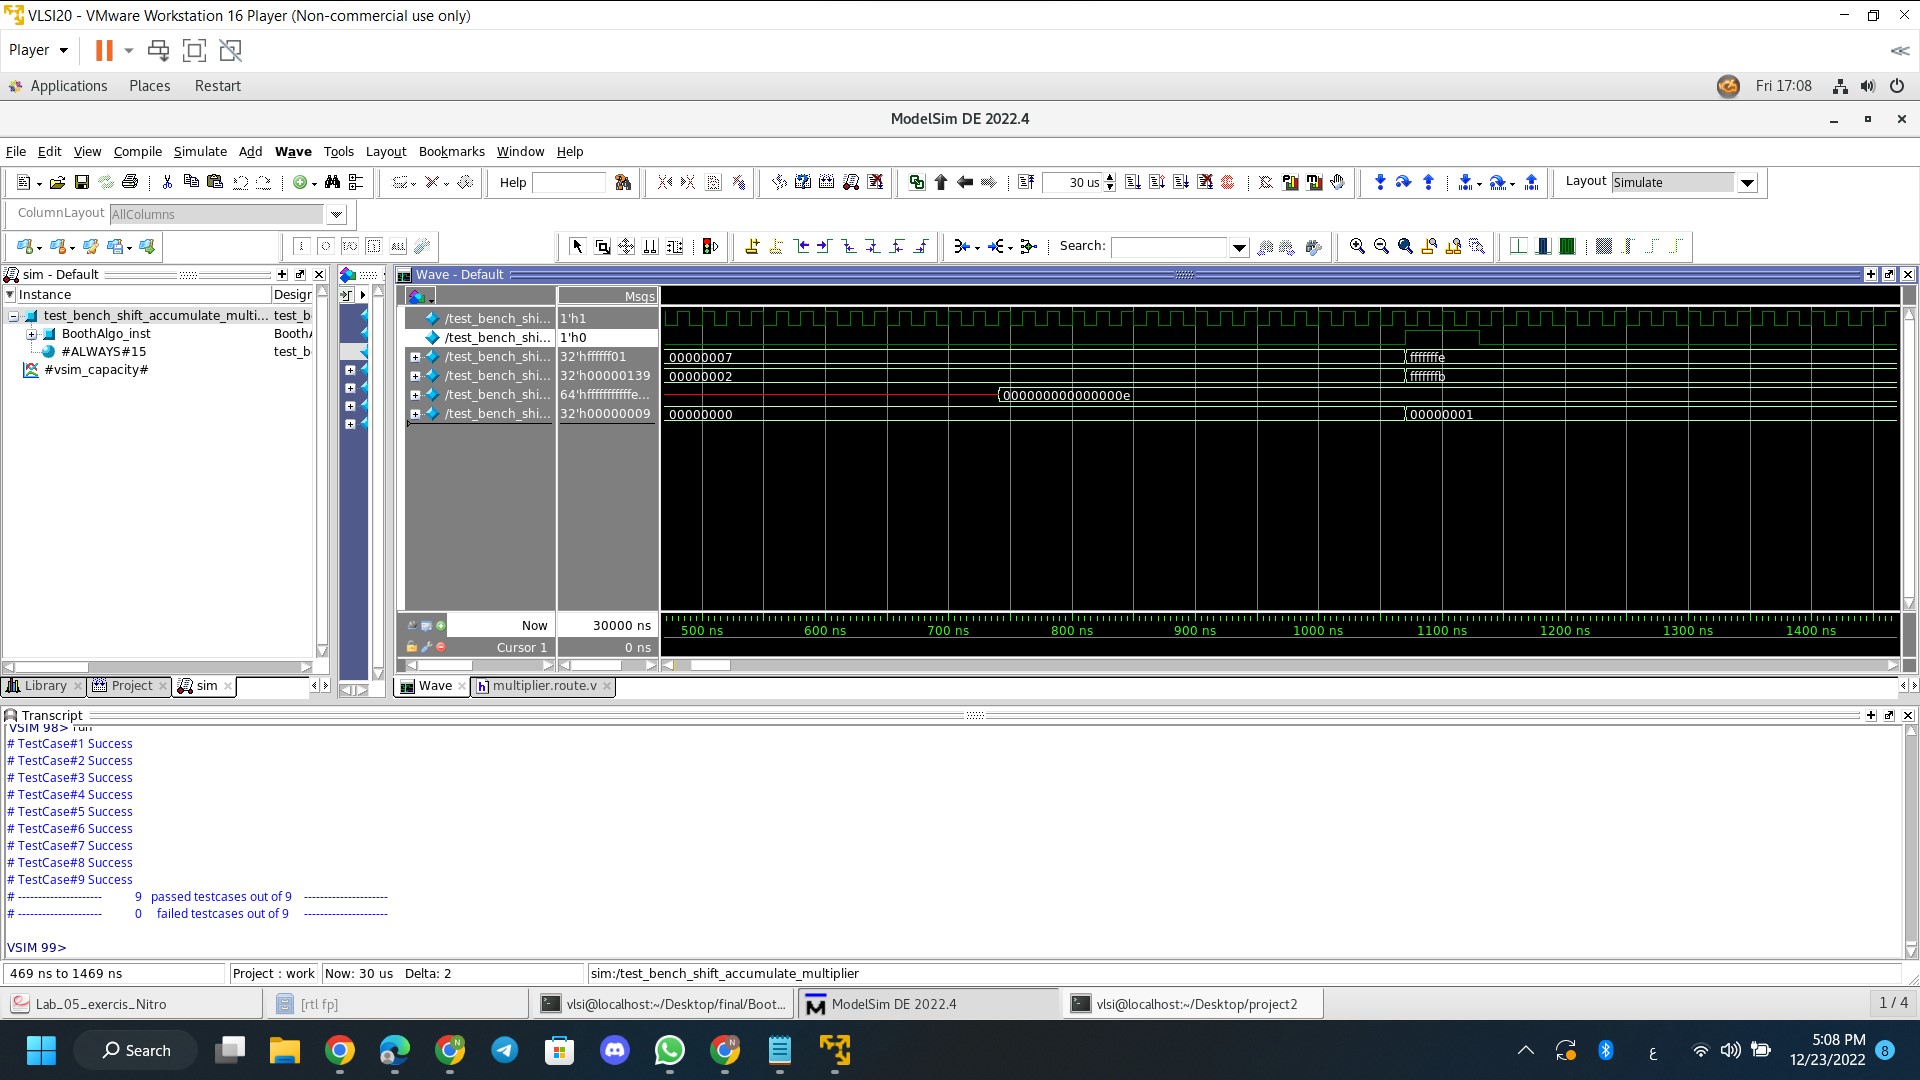 VLSI20 - VMware Workstation 16 Player (Non-commercial use only)
Player
Applications Places Restart Fri 17:08
ModelSim DE 2022.4
File Edit View Compile Simulate Add Wave Tools Layout Bookmarks Window Help
Help 30 us Layout Simulate
ColumnLayout AllColumns
Search:
sim - Default
Instance Design
test_bench_shift_accumulate_multi... test_b
BoothAlgo_inst BoothA
#ALWAYS#15 test_b
#vsim_capacity#
Wave - Default
Msgs
/test_bench_shi... 1'h1
/test_bench_shi... 1'h0
/test_bench_shi... 32'hffffff01 00000007 fffffffe
/test_bench_shi... 32'h00000139 00000002 fffffffb
/test_bench_shi... 64'hfffffffffffe... 000000000000000e
/test_bench_shi... 32'h00000009 00000000 00000001
Now 30000 ns
500 ns 600 ns 700 ns 800 ns 900 ns 1000 ns 1100 ns 1200 ns 1300 ns 1400 ns
Cursor 1 0 ns
Library Project sim
Wave multiplier.route.v
Transcript
VSIM 98> run
# TestCase#1 Success
# TestCase#2 Success
# TestCase#3 Success
# TestCase#4 Success
# TestCase#5 Success
# TestCase#6 Success
# TestCase#7 Success
# TestCase#8 Success
# TestCase#9 Success
# --------------------- 9 passed testcases out of 9 ---------------------
# --------------------- 0 failed testcases out of 9 ---------------------
VSIM 99>
469 ns to 1469 ns Project : work Now: 30 us Delta: 2 sim:/test_bench_shift_accumulate_multiplier
Lab_05_exercis_Nitro [rtl fp] vlsi@localhost:~/Desktop/final/Boot... ModelSim DE 2022.4 vlsi@localhost:~/Desktop/project2 1 / 4
Search
ع
5:08 PM
12/23/2022
8